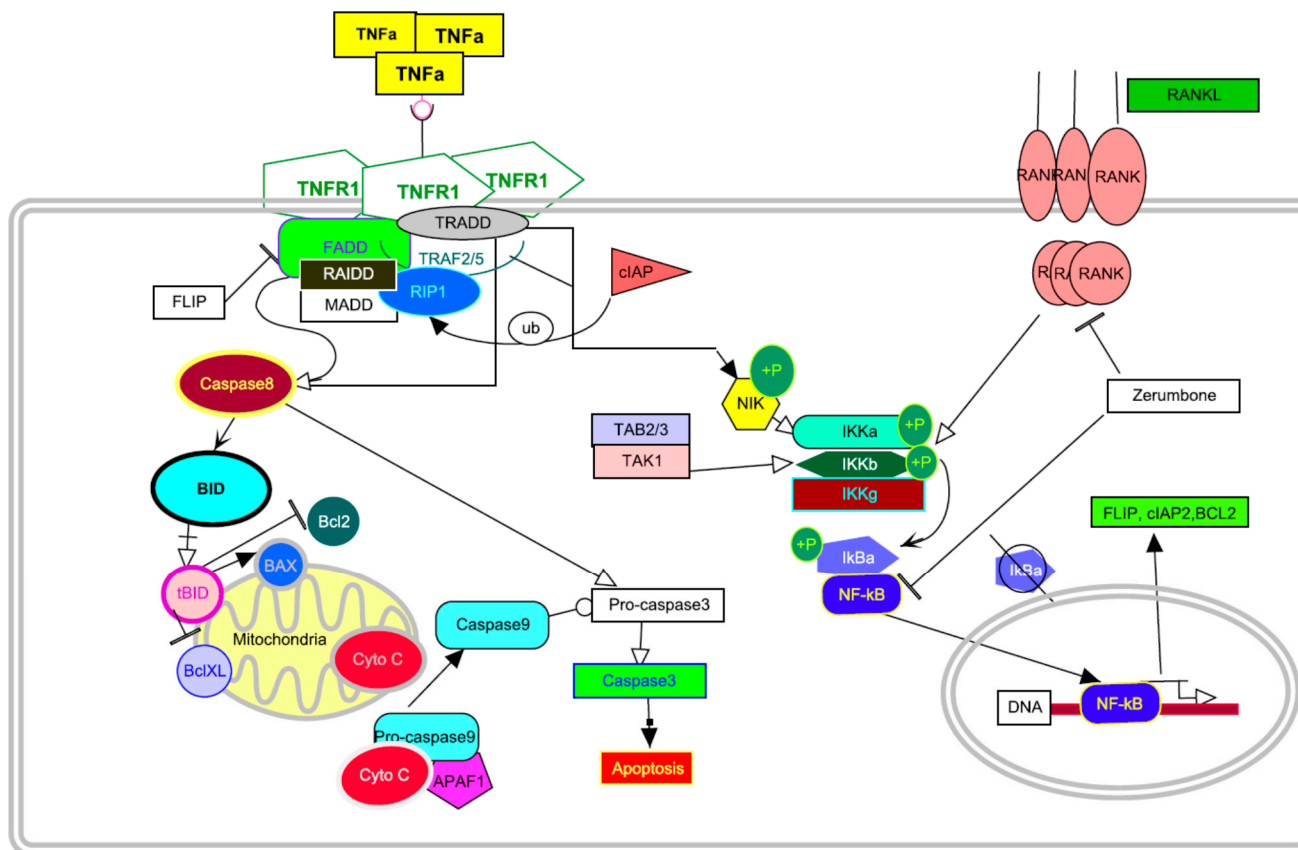 TNFa
TNFa
TNFa
RANKL
TNFR1
TNFR1
TNFR1
RANK
RANK
TRADD
FADD
TRAF2/5
RAIDD
RIP1
MADD
cIAP
FLIP
ub
RANK
Caspase8
+P
NIK
Zerumbone
TAB2/3
TAK1
IKKa
+P
IKKb
+P
IKKg
BID
Bcl2
FLIP, cIAP2,BCL2
+P
IkBa
IkBa
NF-kB
BAX
tBID
Mitochondria
Cyto C
BclXL
Caspase9
Pro-caspase3
Caspase3
DNA
NF-kB
Pro-caspase9
Cyto C
APAF1
Apoptosis